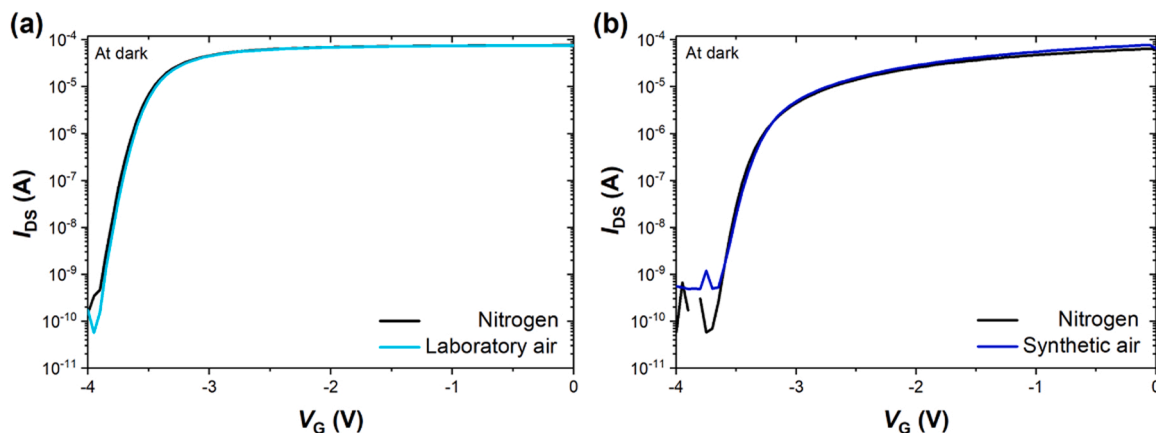 (a)
At dark
10⁻⁴
10⁻⁵
10⁻⁶
10⁻⁷
10⁻⁸
10⁻⁹
10⁻¹⁰
10⁻¹¹
I_DS (A)
Nitrogen
Laboratory air
-4 -3 -2 -1 0
V_G (V)
(b)
At dark
10⁻⁴
10⁻⁵
10⁻⁶
10⁻⁷
10⁻⁸
10⁻⁹
10⁻¹⁰
10⁻¹¹
I_DS (A)
Nitrogen
Synthetic air
-4 -3 -2 -1 0
V_G (V)